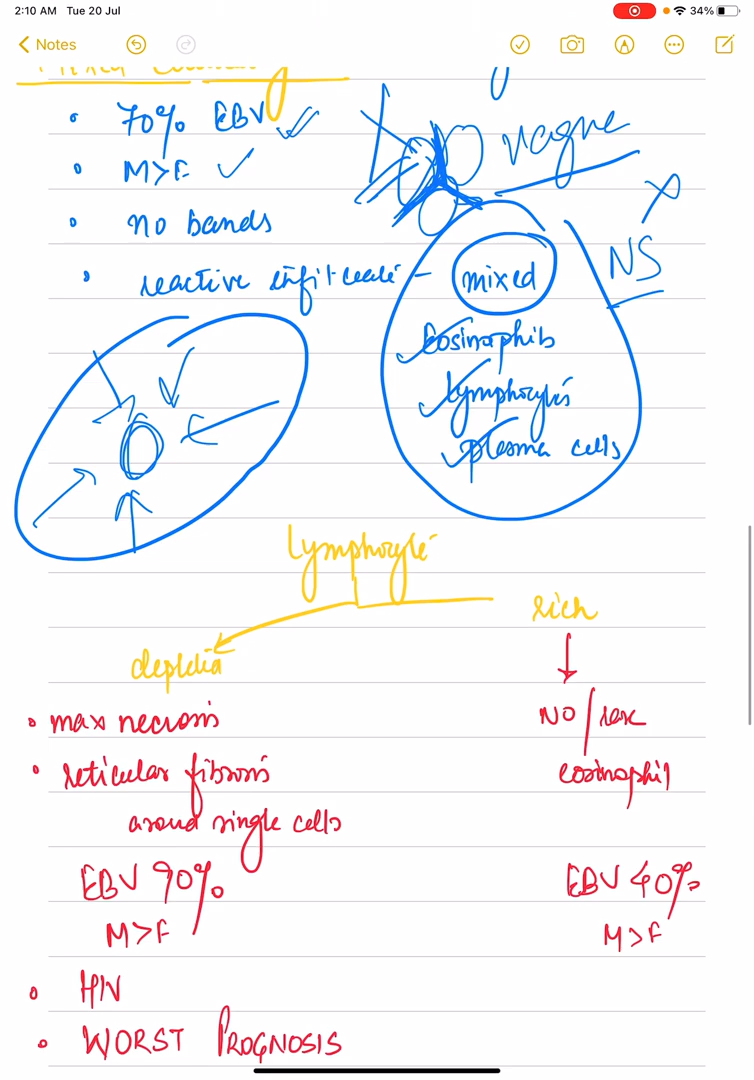 2:10 AM Tue 20 Jul 34%
Notes
• 70% EBV
• M>F
vague
• no bands
• reactive infiltrate – mixed
NS
Eosinophils
Lymphocytes
plasma cells
Lymphocyte
rich
depletia
• max necrosis
NO/rare
• reticular fibrosis
eosinophil
around single cells
EBV 90%
EBV 40%
M>F
M>F
• HIV
• WORST PROGNOSIS